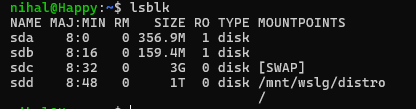 nihal@Happy:~$ lsblk
NAME MAJ:MIN RM   SIZE RO TYPE MOUNTPOINTS
sda    8:0    0 356.9M  1 disk
sdb    8:16   0 159.4M  1 disk
sdc    8:32   0     3G  0 disk [SWAP]
sdd    8:48   0     1T  0 disk /mnt/wslg/distro
                               /